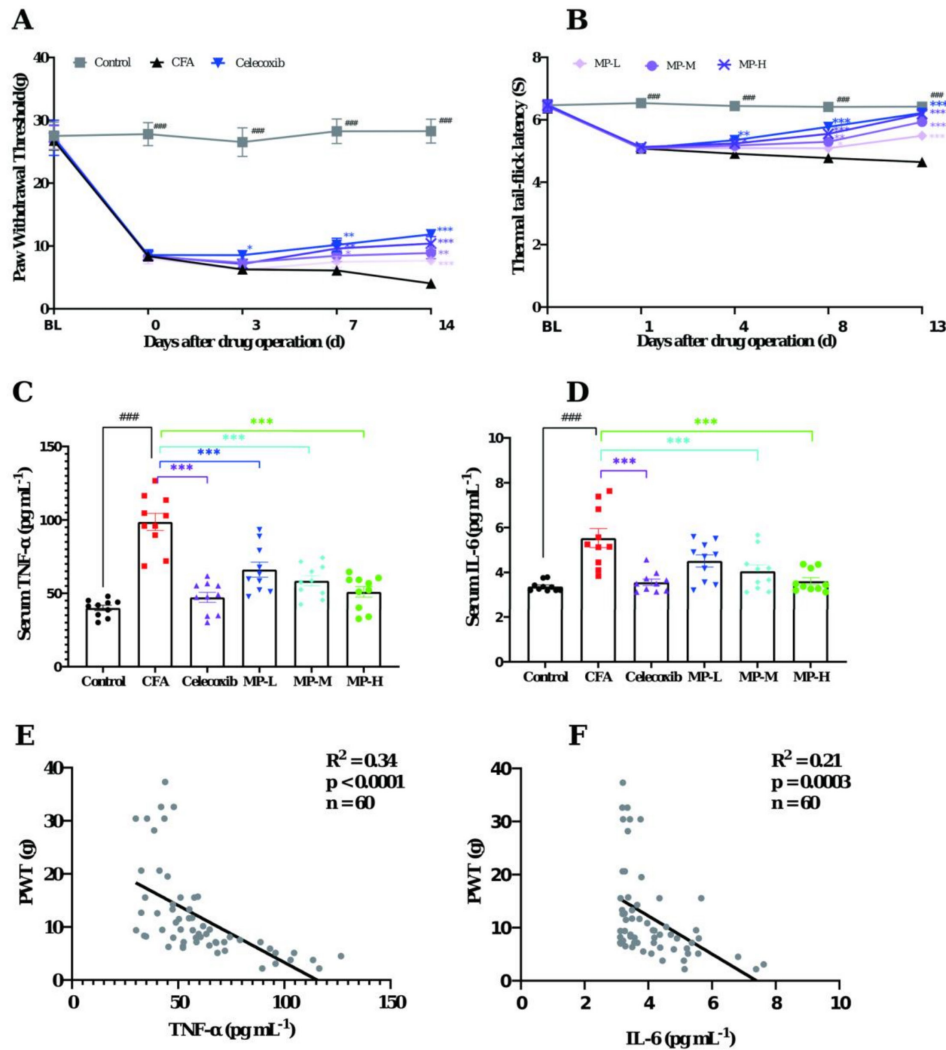 A
Control CFA Celecoxib
Paw Withdrawal Threshold(g)
40
30
20
10
0
###
###
###
###
*
**
**
*
***
***
**
***
BL 0 3 7 14
Days after drug operation (d)
B
MP-L MP-M MP-H
Thermal tail-flick latency (S)
8
6
4
2
0
###
###
###
###
**
***
***
**
*
***
***
***
***
BL 1 4 8 13
Days after drug operation (d)
C
###
***
***
***
***
Serum TNF-α (pg mL⁻¹)
150
100
50
0
Control CFA Celecoxib MP-L MP-M MP-H
D
###
***
***
***
Serum IL-6 (pg mL⁻¹)
10
8
6
4
2
0
Control CFA Celecoxib MP-L MP-M MP-H
E
R² = 0.34
p < 0.0001
n = 60
PWT (g)
40
30
20
10
0
0 50 100 150
TNF-α (pg mL⁻¹)
F
R² = 0.21
p = 0.0003
n = 60
PWT (g)
40
30
20
10
0
0 2 4 6 8 10
IL-6 (pg mL⁻¹)